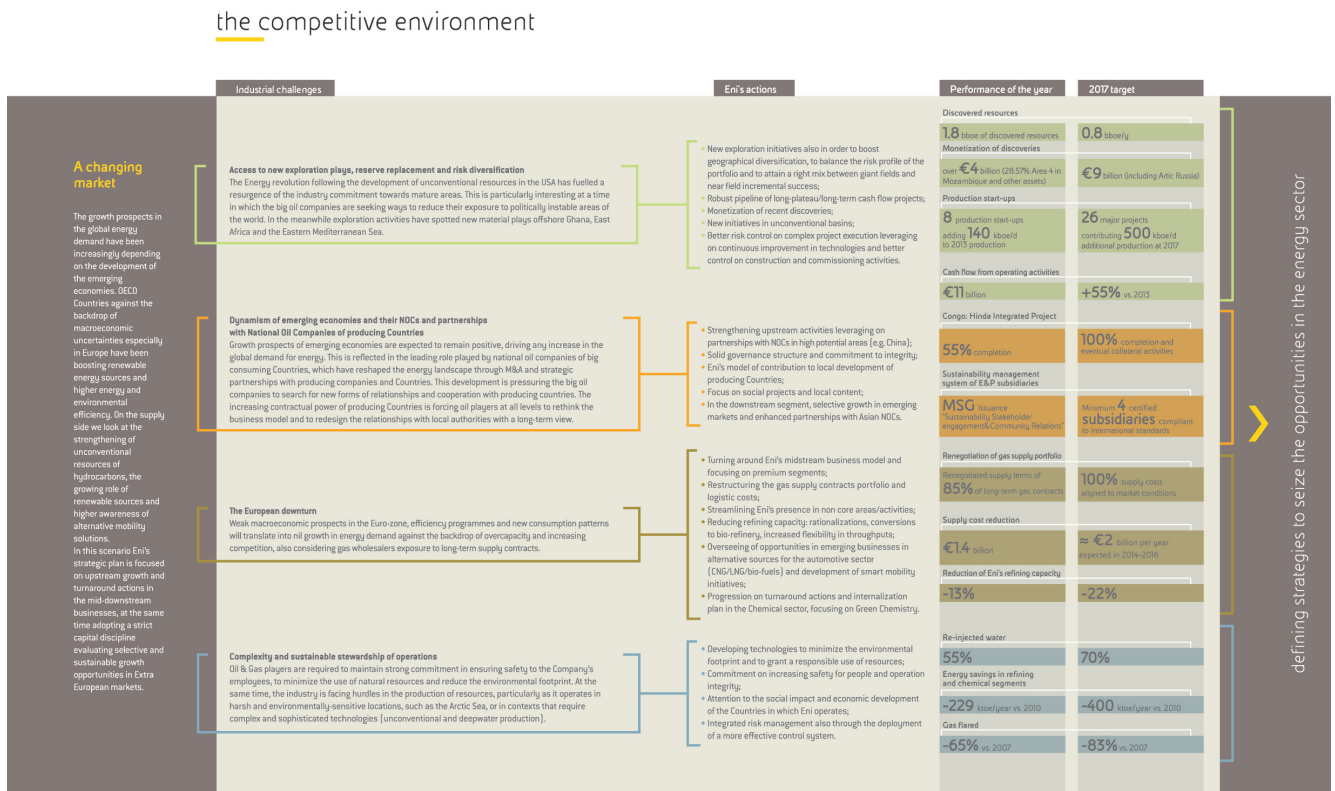 the competitive environment
Industrial challenges
Eni's actions
Performance of the year
2017 target
A changing
market
The growth prospects in
the global energy
demand have been
increasingly depending
on the development of
the emerging
economies. OECD
Countries against the
backdrop of
macroeconomic
uncertainties especially
in Europe have been
boosting renewable
energy sources and
higher energy and
environmental
efficiency. On the supply
side we look at the
strengthening of
unconventional
resources of
hydrocarbons, the
growing role of
renewable sources and
higher awareness of
alternative mobility
solutions.
In this scenario Eni's
strategic plan is focused
on upstream growth and
turnaround actions in
the mid-downstream
businesses, at the same
time adopting a strict
capital discipline
evaluating selective and
sustainable growth
opportunities in Extra
European markets.
Access to new exploration plays, reserve replacement and risk diversification
The Energy revolution following the development of unconventional resources in the USA has fuelled a
resurgence of the industry commitment towards mature areas. This is particularly interesting at a time
in which the big oil companies are seeking ways to reduce their exposure to politically instable areas of
the world. In the meanwhile exploration activities have spotted new material plays offshore Ghana, East
Africa and the Eastern Mediterranean Sea.
• New exploration initiatives also in order to boost
geographical diversification, to balance the risk profile of the
portfolio and to attain a right mix between giant fields and
near field incremental success;
• Robust pipeline of long-plateau/long-term cash flow projects;
• Monetization of recent discoveries;
• New initiatives in unconventional basins;
• Better risk control on complex project execution leveraging
on continuous improvement in technologies and better
control on construction and commissioning activities.
Discovered resources
1.8 bboe of discovered resources
0.8 bboe/y
Monetization of discoveries
over €4 billion (28.57% Area 4 in
Mozambique and other assets)
€9 billion (including Artic Russia)
Production start-ups
8 production start-ups
adding 140 kboe/d
to 2013 production
26 major projects
contributing 500 kboe/d
additional production at 2017
Cash flow from operating activities
€11 billion
+55% vs. 2013
Dynamism of emerging economies and their NOCs and partnerships
with National Oil Companies of producing Countries
Growth prospects of emerging economies are expected to remain positive, driving any increase in the
global demand for energy. This is reflected in the leading role played by national oil companies of big
consuming Countries, which have reshaped the energy landscape through M&A and strategic
partnerships with producing companies and Countries. This development is pressuring the big oil
companies to search for new forms of relationships and cooperation with producing countries. The
increasing contractual power of producing Countries is forcing oil players at all levels to rethink the
business model and to redesign the relationships with local authorities with a long-term view.
• Strengthening upstream activities leveraging on
partnerships with NOCs in high potential areas (e.g. China);
• Solid governance structure and commitment to integrity;
• Eni's model of contribution to local development of
producing Countries;
• Focus on social projects and local content;
• In the downstream segment, selective growth in emerging
markets and enhanced partnerships with Asian NOCs.
Congo: Hinda Integrated Project
55% completion
100% completion and
eventual collateral activities
Sustainability management
system of E&P subsidiaries
MSG Issuance
"Sustainability Stakeholder
engagement&Community Relations"
Minimum 4 certified
subsidiaries compliant
to International standards
The European downturn
Weak macroeconomic prospects in the Euro-zone, efficiency programmes and new consumption patterns
will translate into nil growth in energy demand against the backdrop of overcapacity and increasing
competition, also considering gas wholesalers exposure to long-term supply contracts.
• Turning around Eni's midstream business model and
focusing on premium segments;
• Restructuring the gas supply contracts portfolio and
logistic costs;
• Streamlining Eni's presence in non core areas/activities;
• Reducing refining capacity: rationalizations, conversions
to bio-refinery, increased flexibility in throughputs;
• Overseeing of opportunities in emerging businesses in
alternative sources for the automotive sector
(CNG/LNG/bio-fuels) and development of smart mobility
initiatives;
• Progression on turnaround actions and internalization
plan in the Chemical sector, focusing on Green Chemistry.
Renegotiation of gas supply portfolio
Renegotiated supply terms of
85% of long-term gas contracts
100% supply costs
aligned to market conditions
Supply cost reduction
€1.4 billion
≈ €2 billion per year
expected in 2014-2016
Reduction of Eni's refining capacity
-13%
-22%
Complexity and sustainable stewardship of operations
Oil & Gas players are required to maintain strong commitment in ensuring safety to the Company's
employees, to minimize the use of natural resources and reduce the environmental footprint. At the
same time, the industry is facing hurdles in the production of resources, particularly as it operates in
harsh and environmentally-sensitive locations, such as the Arctic Sea, or in contexts that require
complex and sophisticated technologies (unconventional and deepwater production).
• Developing technologies to minimize the environmental
footprint and to grant a responsible use of resources;
• Commitment on increasing safety for people and operation
integrity;
• Attention to the social impact and economic development
of the Countries in which Eni operates;
• Integrated risk management also through the deployment
of a more effective control system.
Re-injected water
55%
70%
Energy savings in refining
and chemical segments
-229 ktoe/year vs. 2010
-400 ktoe/year vs. 2010
Gas flared
-65% vs. 2007
-83% vs. 2007
defining strategies to seize the opportunities in the energy sector